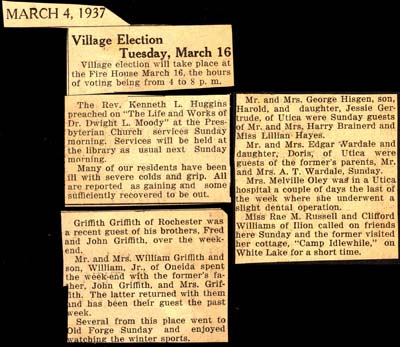 MARCH 4, 1937
Village Election
Tuesday, March 16
Village election will take place at
the Fire House March 16, the hours
of voting being from 4 to 8 p. m.
The Rev. Kenneth L. Huggins
preached on "The Life and Works of
Dr. Dwight L. Moody" at the Pres-
byterian Church services Sunday
morning. Services will be held at
the library as usual next Sunday
morning.
Many of our residents have been
ill with severe colds and grip. All
are reported as gaining and some
sufficiently recovered to be out.
Griffith Griffith of Rochester was
a recent guest of his brothers, Fred
and John Griffith, over the week-
end.
Mr. and Mrs. William Griffith and
son, William, Jr., of Oneida spent
the week-end with the former's fa-
ther, John Griffith, and Mrs. Grif-
fith. The latter returned with them
and has been their guest the past
week.
Several from this place went to
Old Forge Sunday and enjoyed
watching the winter sports.
Mr. and Mrs. George Hisgen, son,
Harold, and daughter, Jessie Ger-
trude, of Utica were Sunday guests
of Mr. and Mrs, Harry Brainerd and
Miss Lillian Hayes.
Mr. and Mrs. Edgar Wardale and
daughter, Doris, of Utica were
guests of the former's parents, Mr.
and Mrs. A. T. Wardale, Sunday.
Mrs. Melville Oley was in a Utica
hospital a couple of days the last of
the week where she underwent a
slight dental operation.
Miss Rae M. Russell and Clifford
Williams of Ilion called on friends
here Sunday and the former visited
her cottage, "Camp Idlewhile," on
White Lake for a short time.